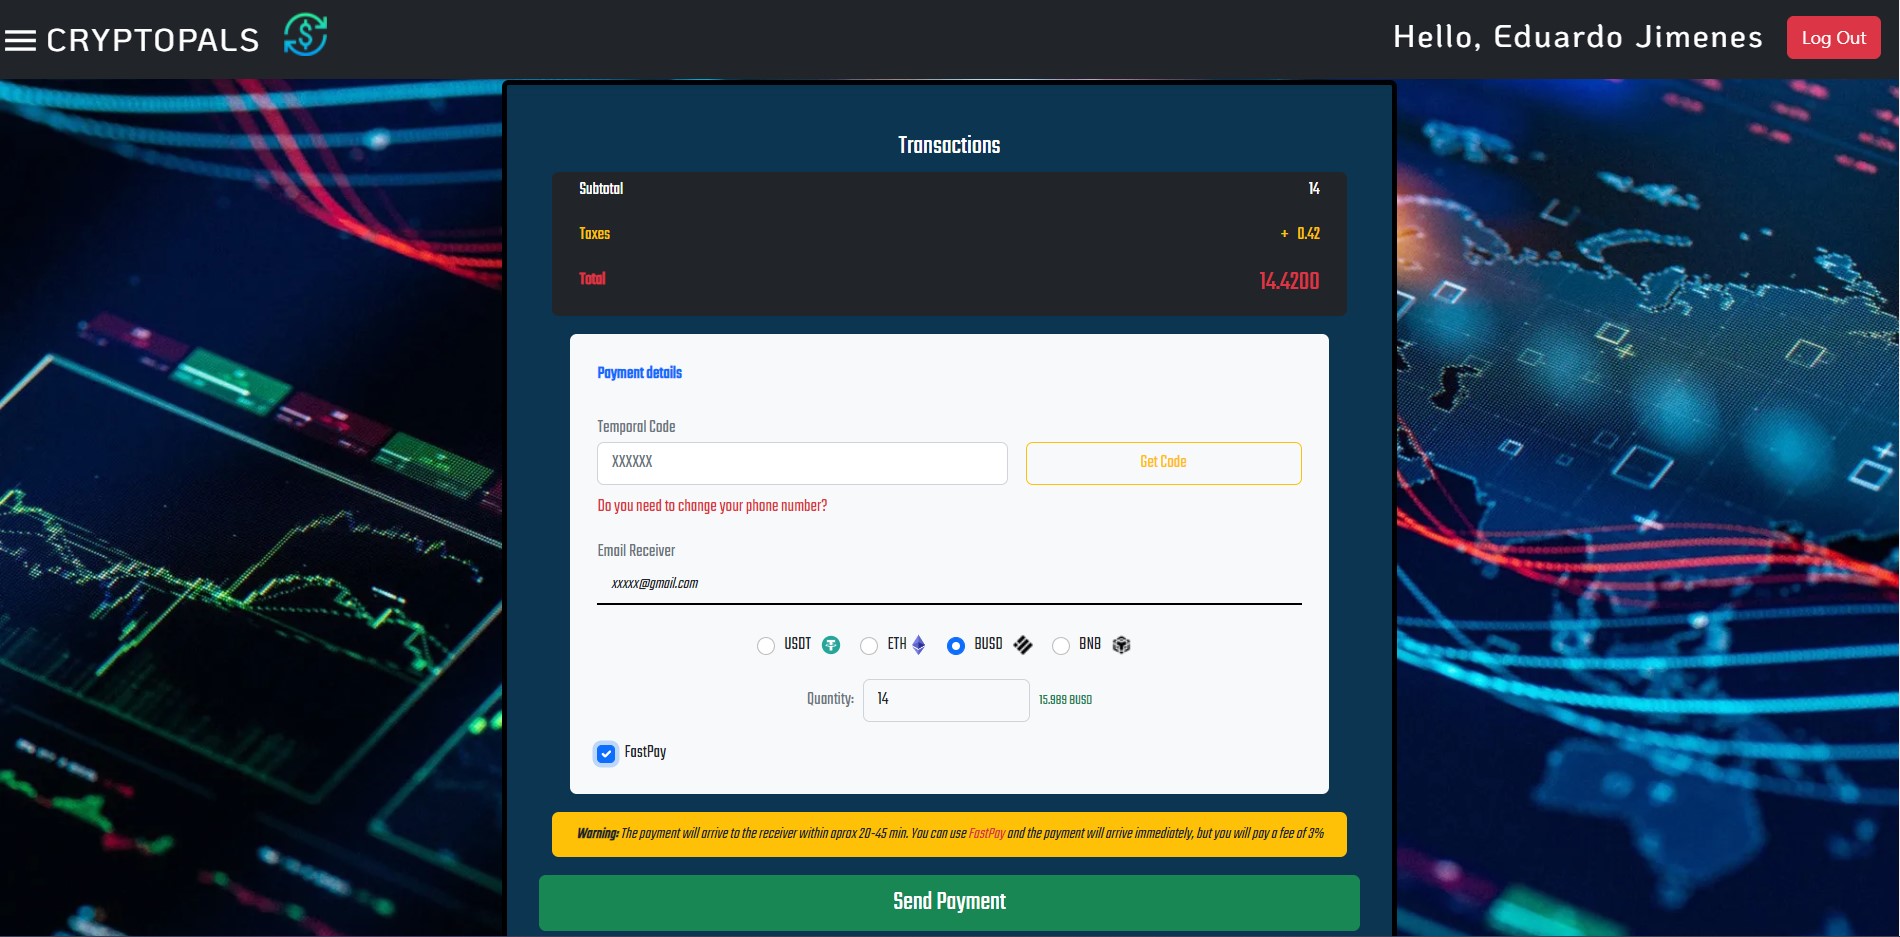 CRYPTOPALS
Hello, Eduardo Jimenes
Log Out
Transactions
Subtotal 14
Taxes + 0.42
Total 14.4200
Payment details
Temporal Code
XXXXXX Get Code
Do you need to change your phone number?
Email Receiver
xxxxx@gmail.com
USDT ETH BUSD BNB
Quantity: 14 15.989 BUSD
FastPay
Warning: The payment will arrive to the receiver within aprox 20-45 min. You can use FastPay and the payment will arrive immediately, but you will pay a fee of 3%
Send Payment